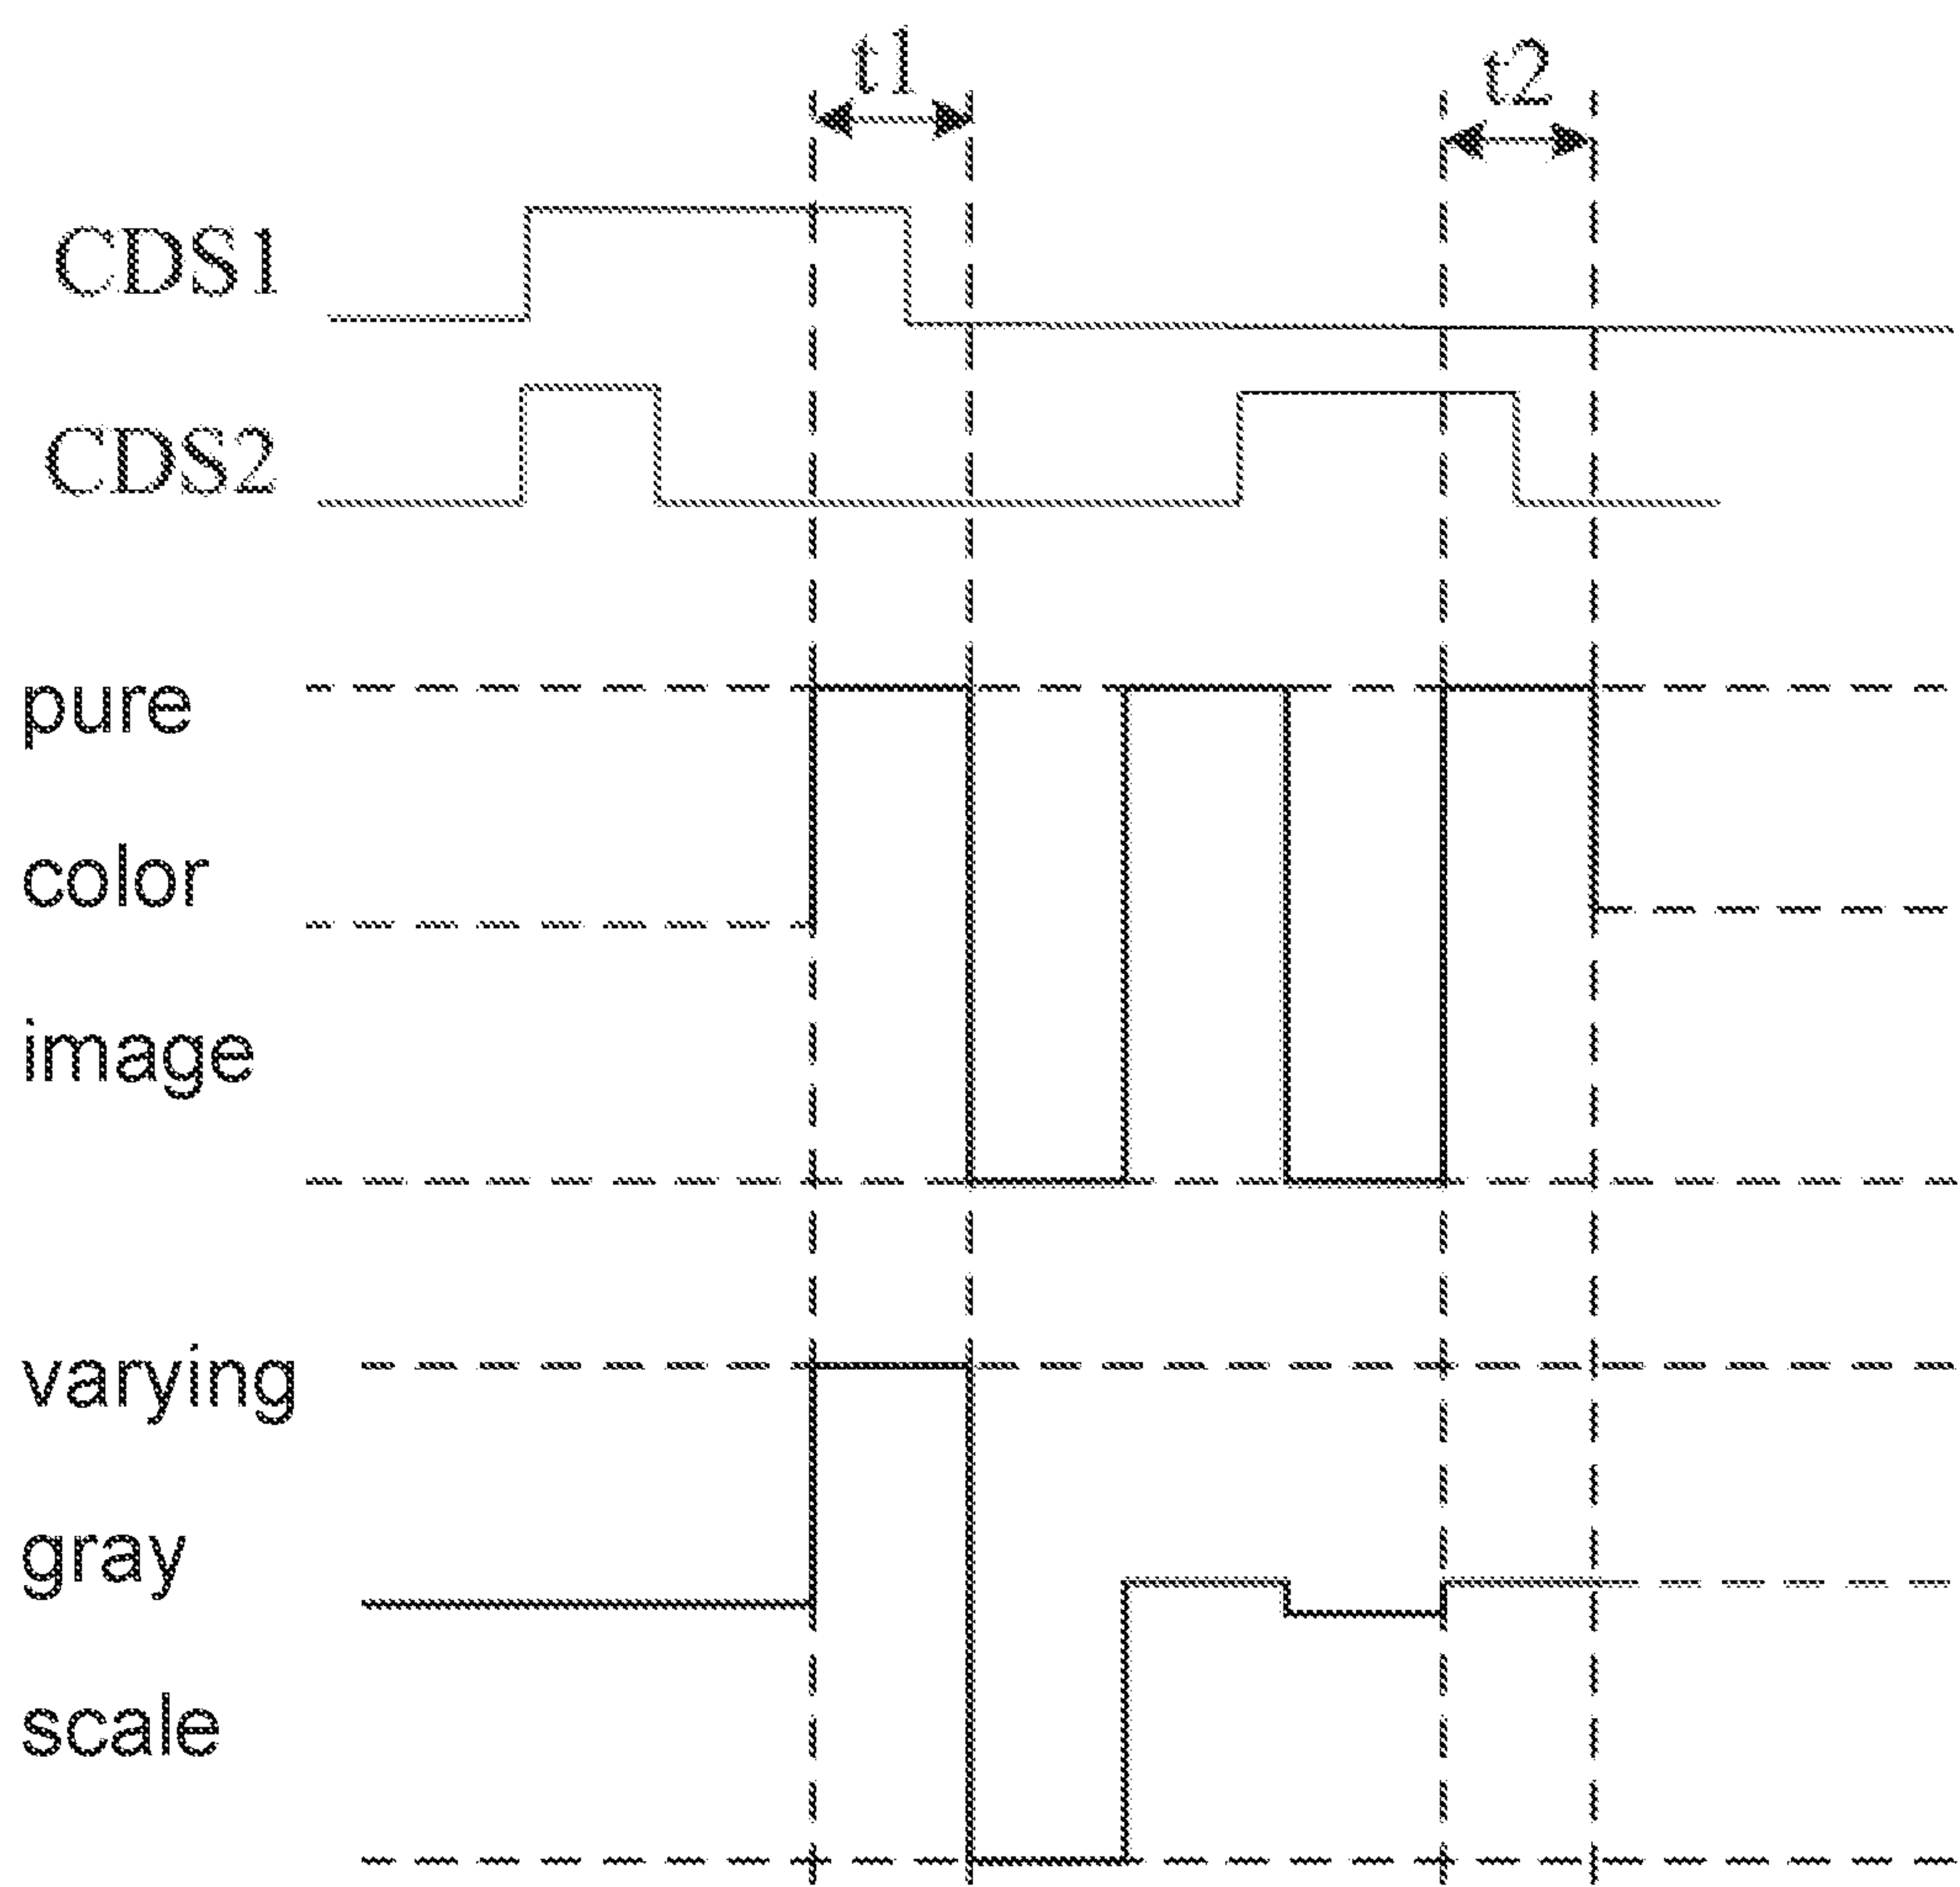 t1
t2
CDS1
CDS2
pure
color
image
varying
gray
scale